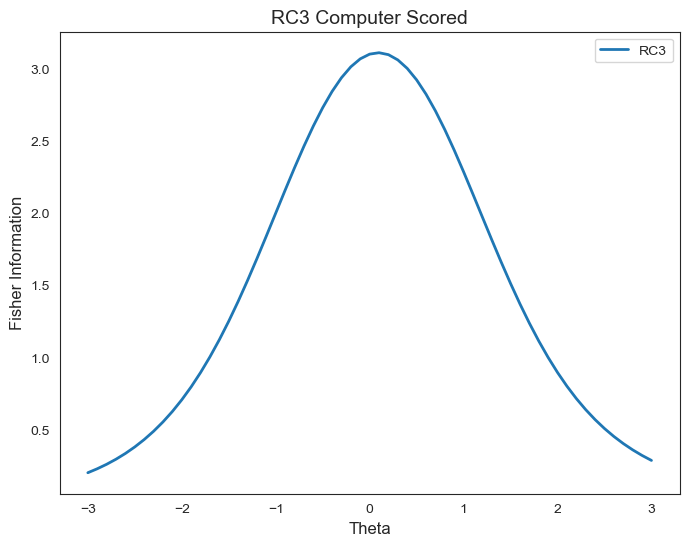 RC3 Computer Scored
RC3
Fisher Information
3.0
2.5
2.0
1.5
1.0
0.5
−3 −2 −1 0 1 2 3
Theta